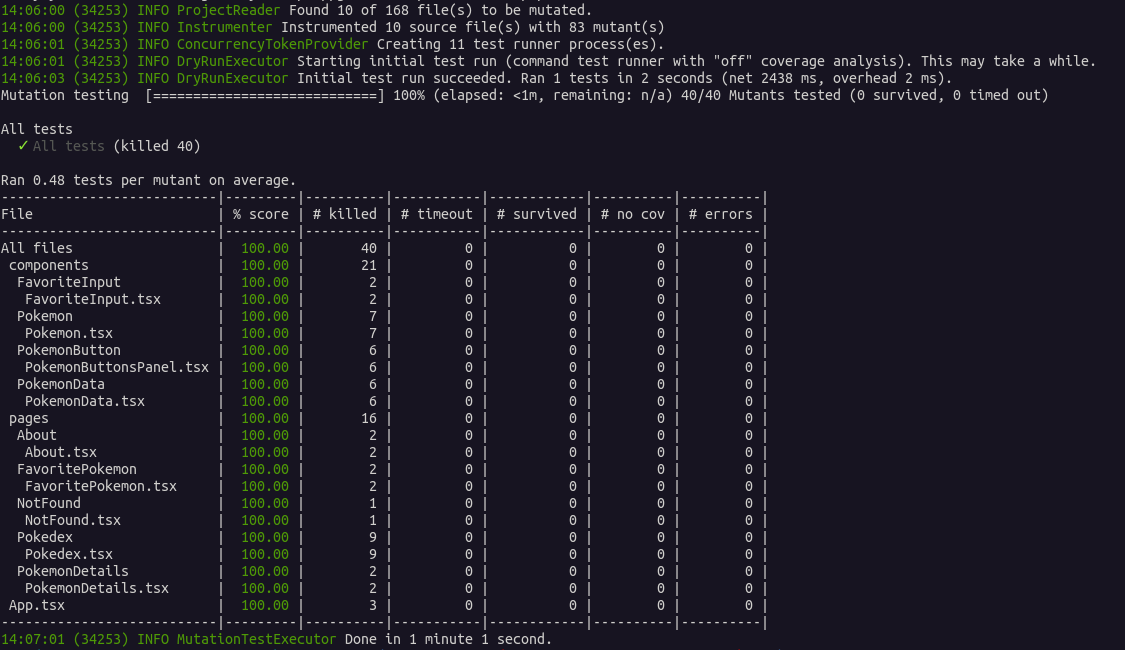 14:06:00 (34253) INFO ProjectReader Found 10 of 168 file(s) to be mutated.
14:06:00 (34253) INFO Instrumenter Instrumented 10 source file(s) with 83 mutant(s)
14:06:01 (34253) INFO ConcurrencyTokenProvider Creating 11 test runner process(es).
14:06:01 (34253) INFO DryRunExecutor Starting initial test run (command test runner with "off" coverage analysis). This may take a while.
14:06:03 (34253) INFO DryRunExecutor Initial test run succeeded. Ran 1 tests in 2 seconds (net 2438 ms, overhead 2 ms).
Mutation testing  [============================] 100% (elapsed: <1m, remaining: n/a) 40/40 Mutants tested (0 survived, 0 timed out)

All tests
  ✓ All tests (killed 40)

Ran 0.48 tests per mutant on average.
---------------------------|---------|----------|-----------|------------|----------|----------|
File                       | % score | # killed | # timeout | # survived | # no cov | # errors |
---------------------------|---------|----------|-----------|------------|----------|----------|
All files                  |  100.00 |       40 |         0 |          0 |        0 |        0 |
 components                |  100.00 |       21 |         0 |          0 |        0 |        0 |
  FavoriteInput            |  100.00 |        2 |         0 |          0 |        0 |        0 |
   FavoriteInput.tsx       |  100.00 |        2 |         0 |          0 |        0 |        0 |
  Pokemon                  |  100.00 |        7 |         0 |          0 |        0 |        0 |
   Pokemon.tsx             |  100.00 |        7 |         0 |          0 |        0 |        0 |
  PokemonButton            |  100.00 |        6 |         0 |          0 |        0 |        0 |
   PokemonButtonsPanel.tsx |  100.00 |        6 |         0 |          0 |        0 |        0 |
  PokemonData              |  100.00 |        6 |         0 |          0 |        0 |        0 |
   PokemonData.tsx         |  100.00 |        6 |         0 |          0 |        0 |        0 |
 pages                     |  100.00 |       16 |         0 |          0 |        0 |        0 |
  About                    |  100.00 |        2 |         0 |          0 |        0 |        0 |
   About.tsx               |  100.00 |        2 |         0 |          0 |        0 |        0 |
  FavoritePokemon          |  100.00 |        2 |         0 |          0 |        0 |        0 |
   FavoritePokemon.tsx     |  100.00 |        2 |         0 |          0 |        0 |        0 |
  NotFound                 |  100.00 |        1 |         0 |          0 |        0 |        0 |
   NotFound.tsx            |  100.00 |        1 |         0 |          0 |        0 |        0 |
  Pokedex                  |  100.00 |        9 |         0 |          0 |        0 |        0 |
   Pokedex.tsx             |  100.00 |        9 |         0 |          0 |        0 |        0 |
  PokemonDetails           |  100.00 |        2 |         0 |          0 |        0 |        0 |
   PokemonDetails.tsx      |  100.00 |        2 |         0 |          0 |        0 |        0 |
 App.tsx                   |  100.00 |        3 |         0 |          0 |        0 |        0 |
---------------------------|---------|----------|-----------|------------|----------|----------|
14:07:01 (34253) INFO MutationTestExecutor Done in 1 minute 1 second.